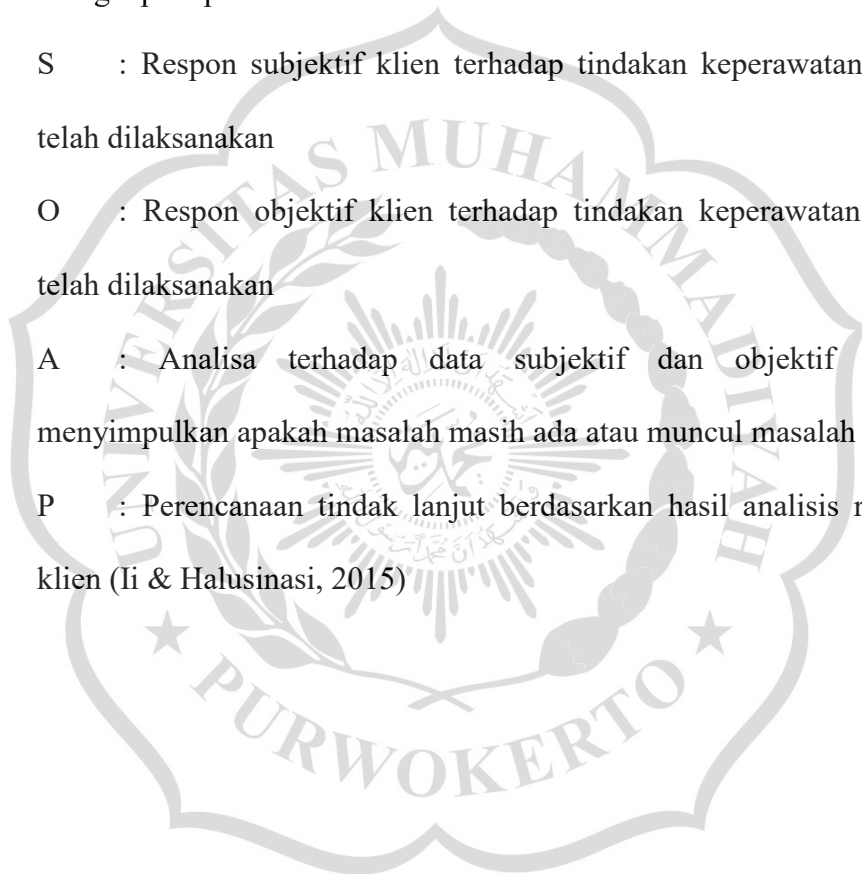 S : Respon subjektif klien terhadap tindakan keperawatan
telah dilaksanakan
O : Respon objektif klien terhadap tindakan keperawatan
telah dilaksanakan
A : Analisa terhadap data subjektif dan objektif
menyimpulkan apakah masalah masih ada atau muncul masalah
P : Perencanaan tindak lanjut berdasarkan hasil analisis
klien (Ii & Halusinasi, 2015)
UNIVERSITAS MUHAMMADIYAH
PURWOKERTO